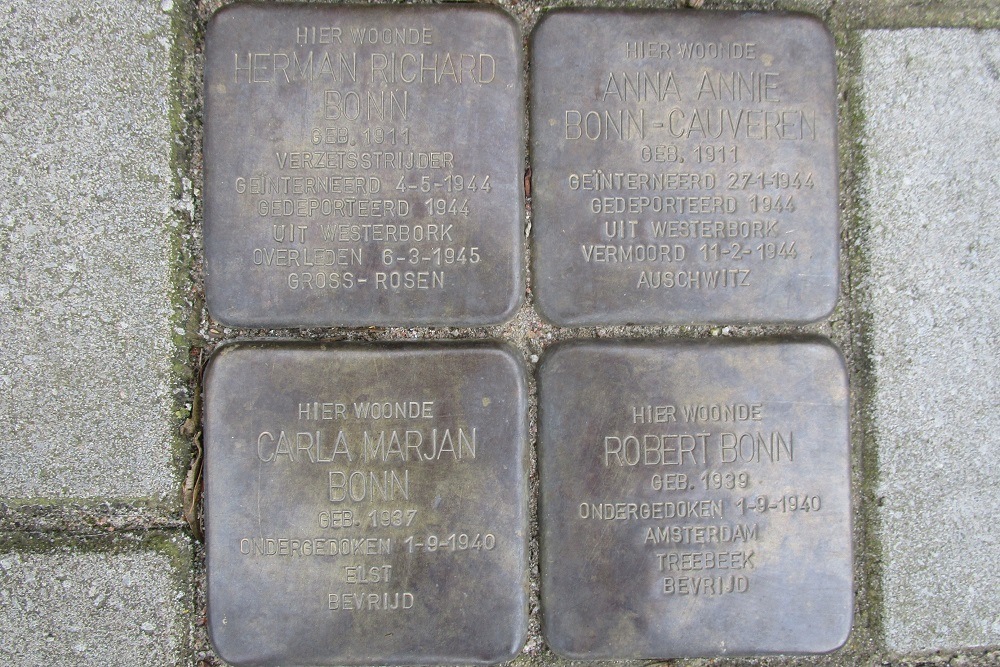 HIER WOONDE
HERMAN RICHARD
BONN
GEB. 1911
VERZETSSTRIJDER
GEÏNTERNEERD 4-5-1944
GEDEPORTEERD 1944
UIT WESTERBORK
OVERLEDEN 6-3-1945
GROSS-ROSEN
HIER WOONDE
ANNA ANNIE
BONN-CAUVEREN
GEB. 1911
GEÏNTERNEERD 27-1-1944
GEDEPORTEERD 1944
UIT WESTERBORK
VERMOORD 11-2-1944
AUSCHWITZ
HIER WOONDE
CARLA MARJAN
BONN
GEB. 1937
ONDERGEDOKEN 1-9-1940
ELST
BEVRIJD
HIER WOONDE
ROBERT BONN
GEB. 1939
ONDERGEDOKEN 1-9-1940
AMSTERDAM
TREEBEEK
BEVRIJD